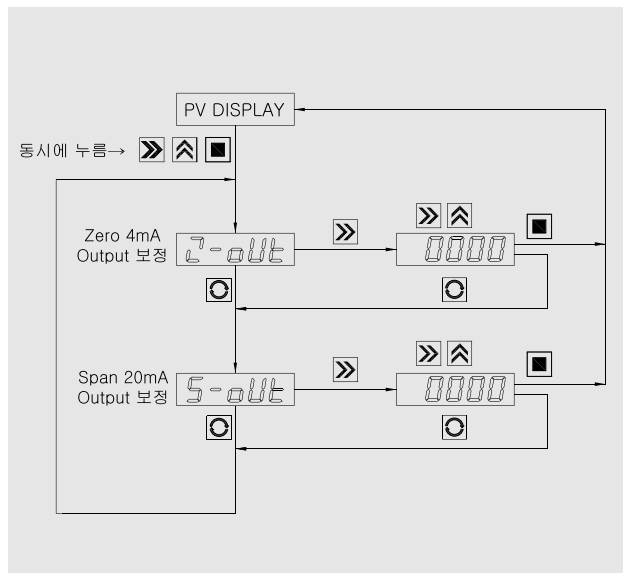 PV DISPLAY
동시에 누름→
Zero 4mA
Output 보정
Z-oUt
0000
Span 20mA
Output 보정
S-oUt
0000